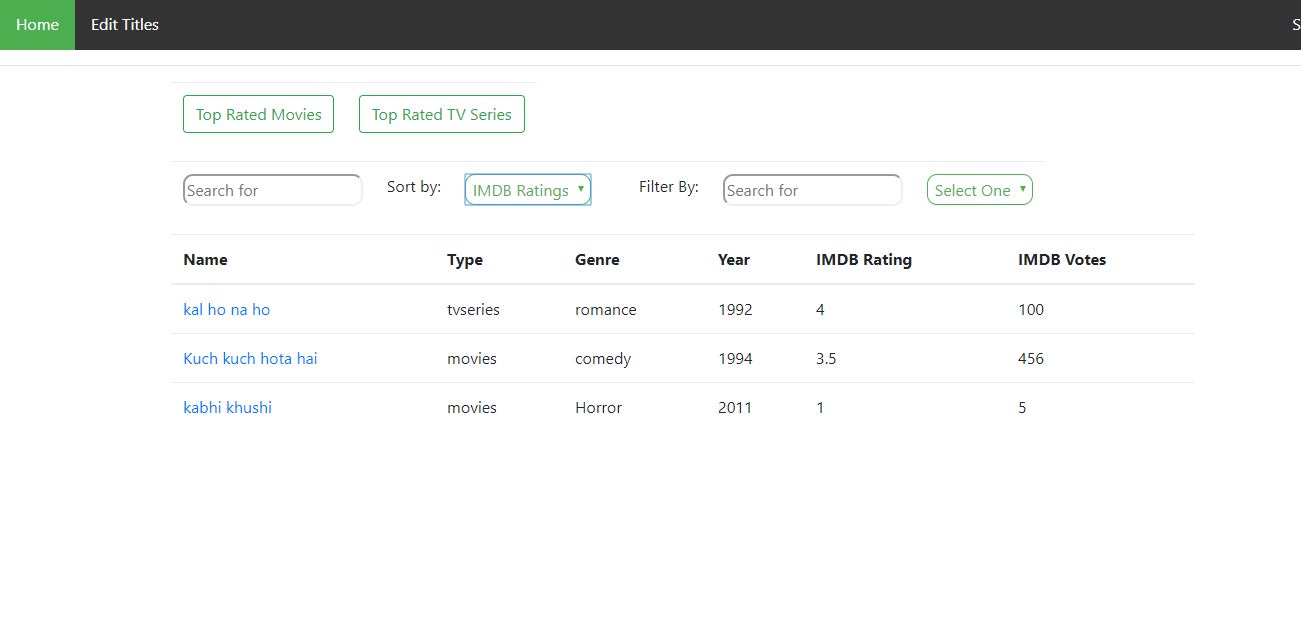 Home Edit Titles S
Top Rated Movies Top Rated TV Series
Search for Sort by: IMDB Ratings Filter By: Search for Select One
Name Type Genre Year IMDB Rating IMDB Votes
kal ho na ho tvseries romance 1992 4 100
Kuch kuch hota hai movies comedy 1994 3.5 456
kabhi khushi movies Horror 2011 1 5